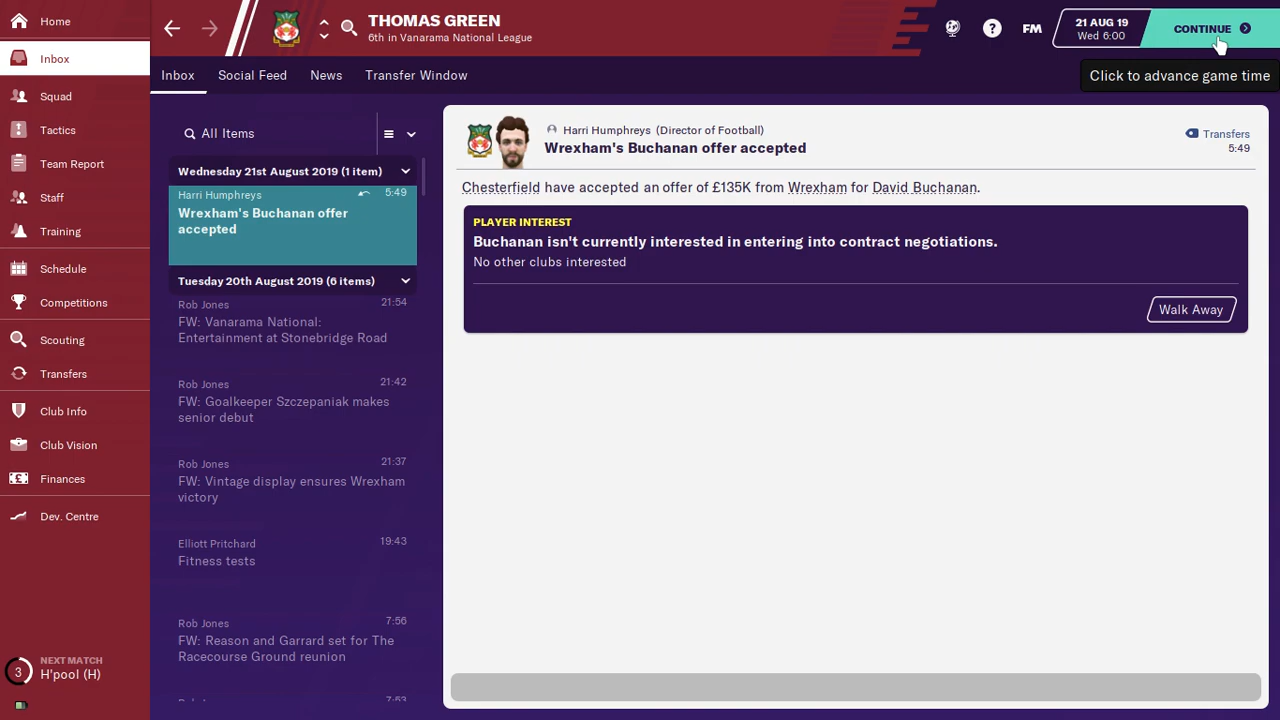 Home
Inbox
Squad
Tactics
Team Report
Staff
Training
Schedule
Competitions
Scouting
Transfers
Club Info
Club Vision
Finances
Dev. Centre
NEXT MATCH
3
H'pool (H)
THOMAS GREEN
6th in Vanarama National League
?
FM
21 AUG 19
Wed 6:00
CONTINUE
Click to advance game time
Inbox
Social Feed
News
Transfer Window
All Items
Wednesday 21st August 2019 (1 item)
Harri Humphreys
5:49
Wrexham's Buchanan offer
accepted
Tuesday 20th August 2019 (6 items)
Rob Jones
21:54
FW: Vanarama National:
Entertainment at Stonebridge Road
Rob Jones
21:42
FW: Goalkeeper Szczepaniak makes
senior debut
Rob Jones
21:37
FW: Vintage display ensures Wrexham
victory
Elliott Pritchard
19:43
Fitness tests
Rob Jones
7:56
FW: Reason and Garrard set for The
Racecourse Ground reunion
Harri Humphreys (Director of Football)
Wrexham's Buchanan offer accepted
Transfers
5:49
Chesterfield have accepted an offer of £135K from Wrexham for David Buchanan.
PLAYER INTEREST
Buchanan isn't currently interested in entering into contract negotiations.
No other clubs interested
Walk Away